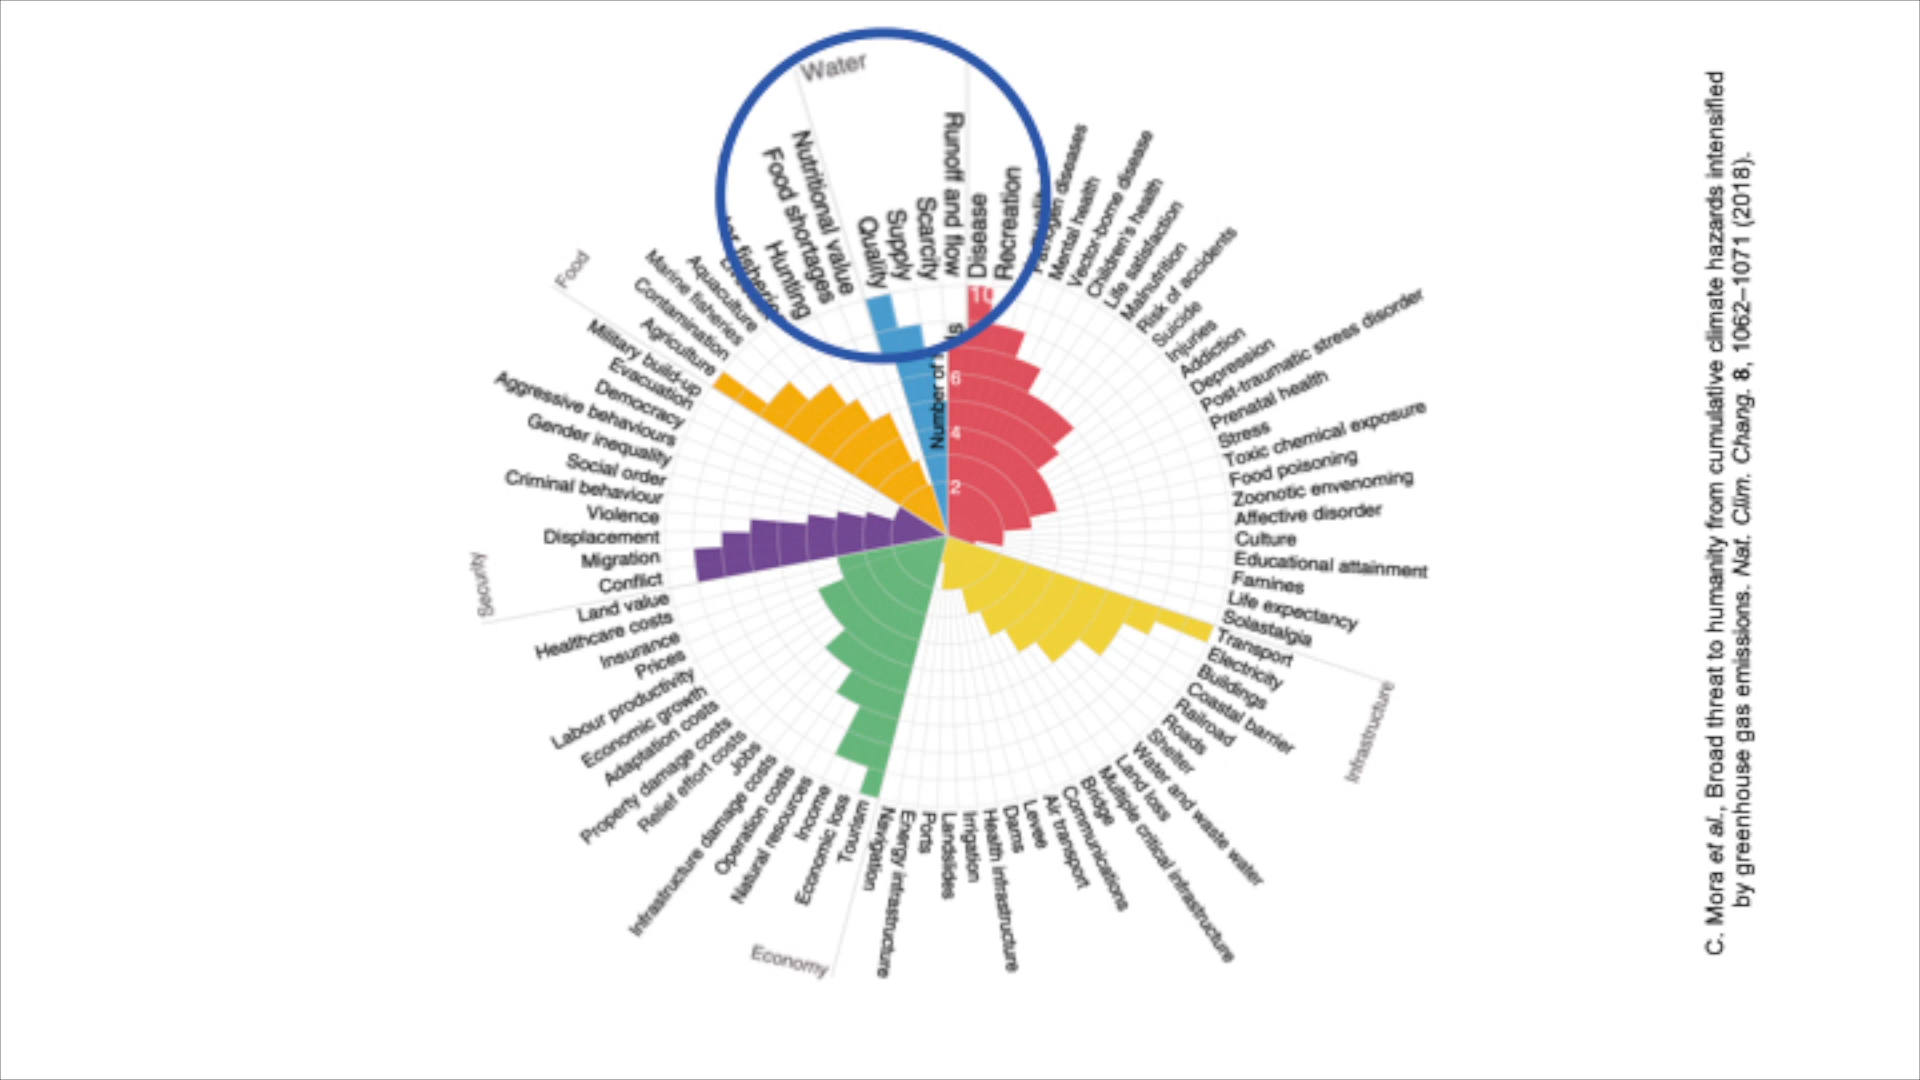 Water
Nutritional value
Food shortages
Hunting
Quality
Supply
Scarcity
Runoff and flow
Disease
Recreation
diseases
Mental health
Vector-borne disease
Children's health
Life satisfaction
Malnutrition
Risk of accidents
Suicide
Injuries
Addiction
Depression
Post-traumatic stress disorder
Prenatal health
Stress
Toxic chemical exposure
Food poisoning
Zoonotic envenoming
Affective disorder
Culture
Educational attainment
Famines
Life expectancy
Solastalgia
Infrastructure
Transport
Electricity
Buildings
Coastal barrier
Railroad
Roads
Shelter
Water and waste water
Land loss
Multiple critical infrastructure
Bridge
Communications
Air transport
Levee
Dams
Health infrastructure
Irrigation
Landslides
Ports
Energy infrastructure
Navigation
Economy
Tourism
Economic loss
Income
Natural resources
Operation costs
Infrastructure damage costs
Jobs
Relief effort costs
Property damage costs
Adaptation costs
Economic growth
Labour productivity
Prices
Insurance
Healthcare costs
Land value
Security
Conflict
Migration
Displacement
Violence
Criminal behaviour
Social order
Gender inequality
Aggressive behaviours
Democracy
Evacuation
Military build-up
Food
Agriculture
Contamination
Marine fisheries
Aquaculture
Number of
10
6
4
2
C. Mora et al., Broad threat to humanity from cumulative climate hazards intensified
by greenhouse gas emissions. Nat. Clim. Chang. 8, 1062–1071 (2018).